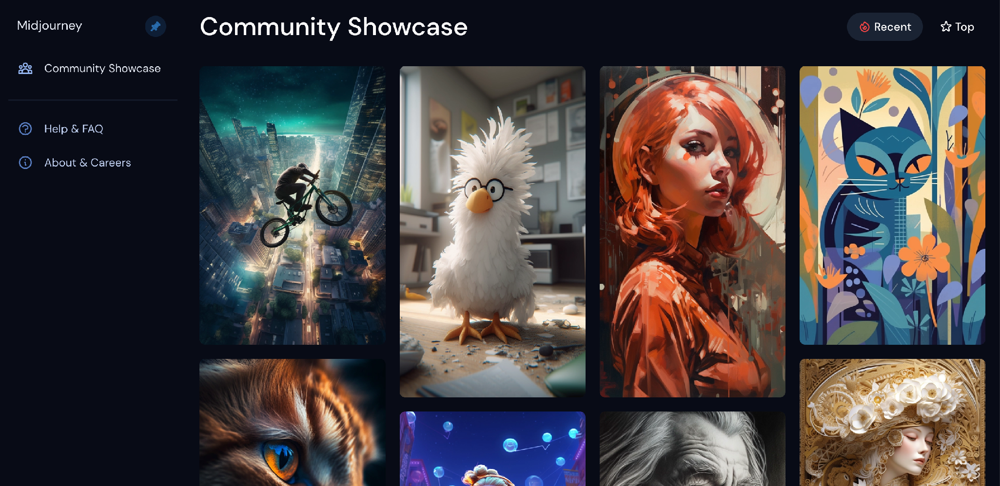 Midjourney
Community Showcase
Help & FAQ
About & Careers
Community Showcase
Recent
Top